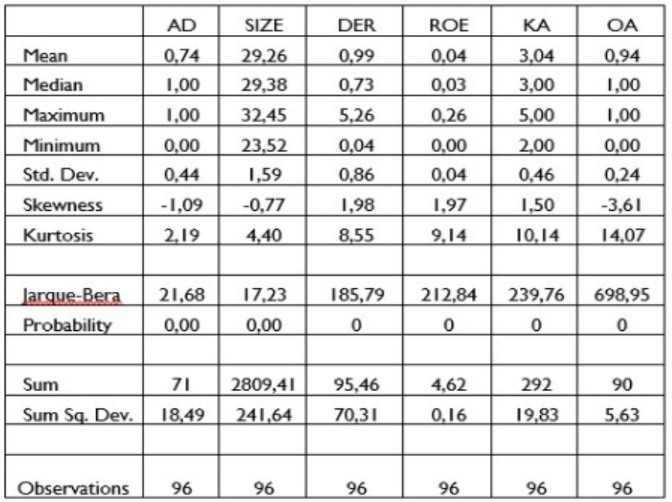 AD SIZE DER ROE KA OA
Mean 0,74 29,26 0,99 0,04 3,04 0,94
Median 1,00 29,38 0,73 0,03 3,00 1,00
Maximum 1,00 32,45 5,26 0,26 5,00 1,00
Minimum 0,00 23,52 0,04 0,00 2,00 0,00
Std. Dev. 0,44 1,59 0,86 0,04 0,46 0,24
Skewness -1,09 -0,77 1,98 1,97 1,50 -3,61
Kurtosis 2,19 4,40 8,55 9,14 10,14 14,07
Jarque-Bera 21,68 17,23 185,79 212,84 239,76 698,95
Probability 0,00 0,00 0 0 0 0
Sum 71 2809,41 95,46 4,62 292 90
Sum Sq. Dev. 18,49 241,64 70,31 0,16 19,83 5,63
Observations 96 96 96 96 96 96